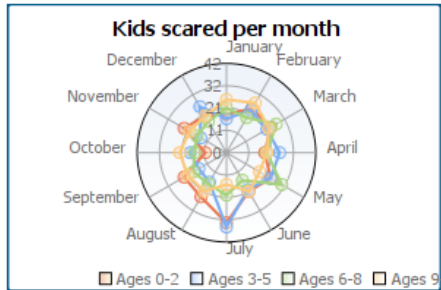 Kids scared per month
January
February
March
April
May
June
July
August
September
October
November
December
42
32
21
11
0
Ages 0-2 Ages 3-5 Ages 6-8 Ages 9